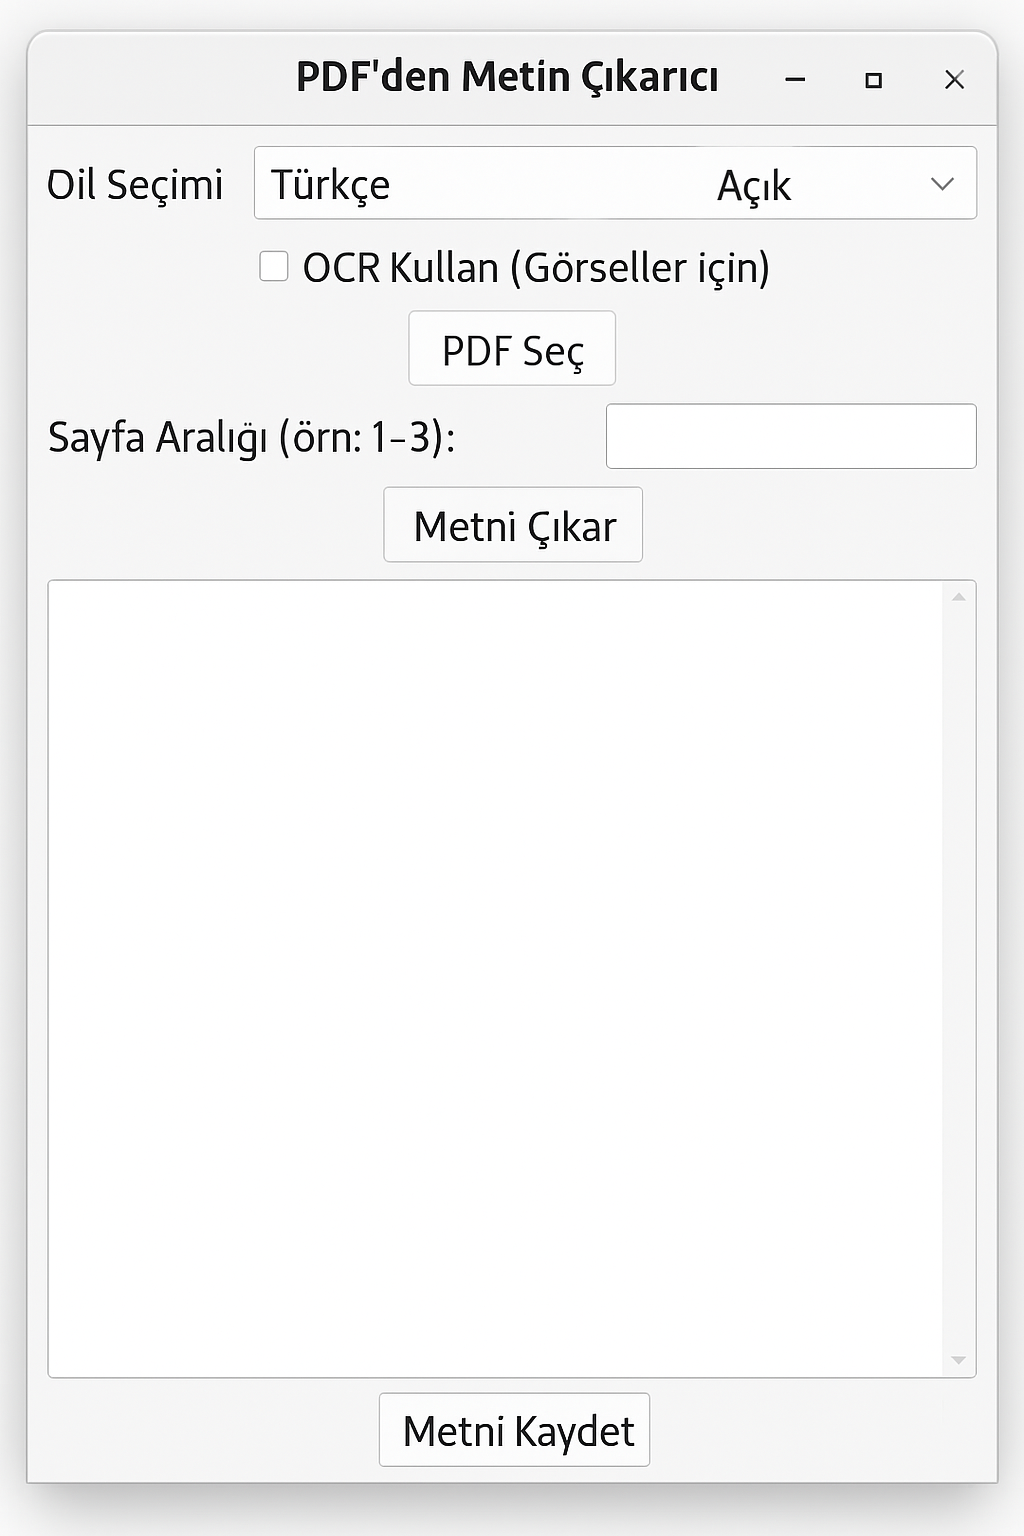 PDF'den Metin Çıkarıcı
Dil Seçimi Türkçe Açık
OCR Kullan (Görseller için)
PDF Seç
Sayfa Aralığı (örn: 1-3):
Metni Çıkar
Metni Kaydet